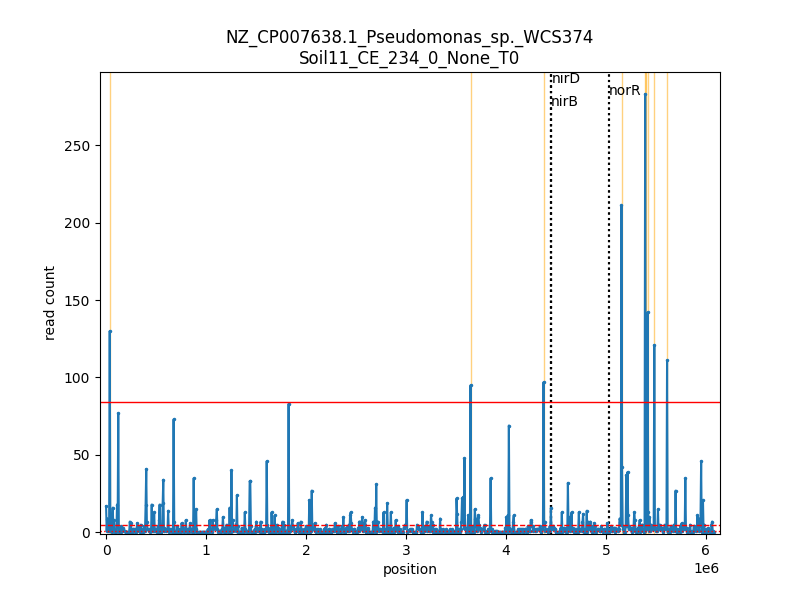 NZ_CP007638.1_Pseudomonas_sp._WCS374
Soil11_CE_234_0_None_T0
nirD
norR
nirB
read count
250
200
150
100
50
0
0
1
2
3
4
5
6
1e6
position